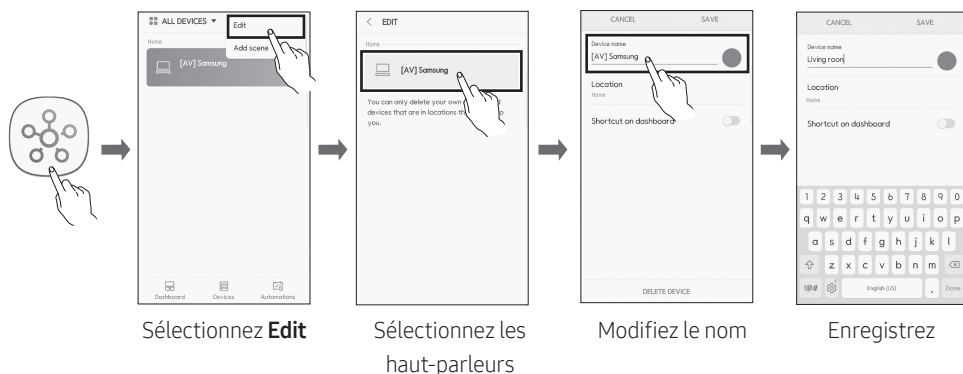 ALL DEVICES ▼
Edit
Add scene
Home
[AV] Samsung
Dashboard
Devices
Automations
Sélectionnez Edit
< EDIT
Home
[AV] Samsung
You can only delete your own
devices that are in locations
you.
Sélectionnez les
haut-parleurs
CANCEL SAVE
Device name
[AV] Samsung
Location
Home
Shortcut on dashboard
DELETE DEVICE
Modifiez le nom
CANCEL SAVE
Device name
Living roon
Location
Home
Shortcut on dashboard
1 2 3 4 5 6 7 8 9 0
q w e r t y u i o p
a s d f g h j k l
z x c v b n m
!@# English (US) . Done
Enregistrez